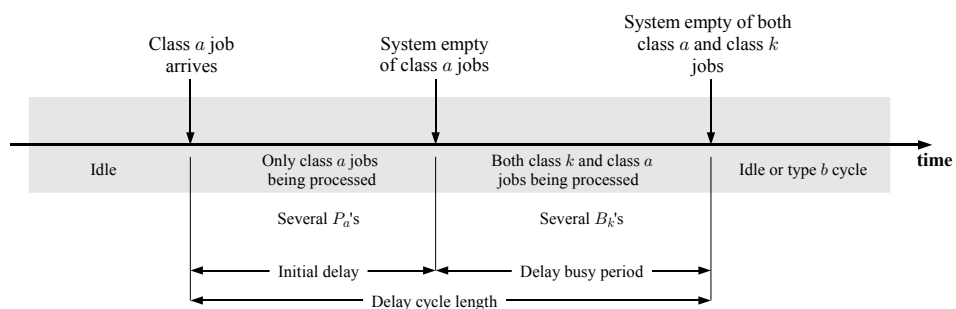 Class a job
arrives
System empty
of class a jobs
System empty of both
class a and class k
jobs
Idle
Only class a jobs
being processed
Both class k and class a
jobs being processed
Idle or type b cycle
time
Several Pₐ's
Several Bₖ's
Initial delay
Delay busy period
Delay cycle length